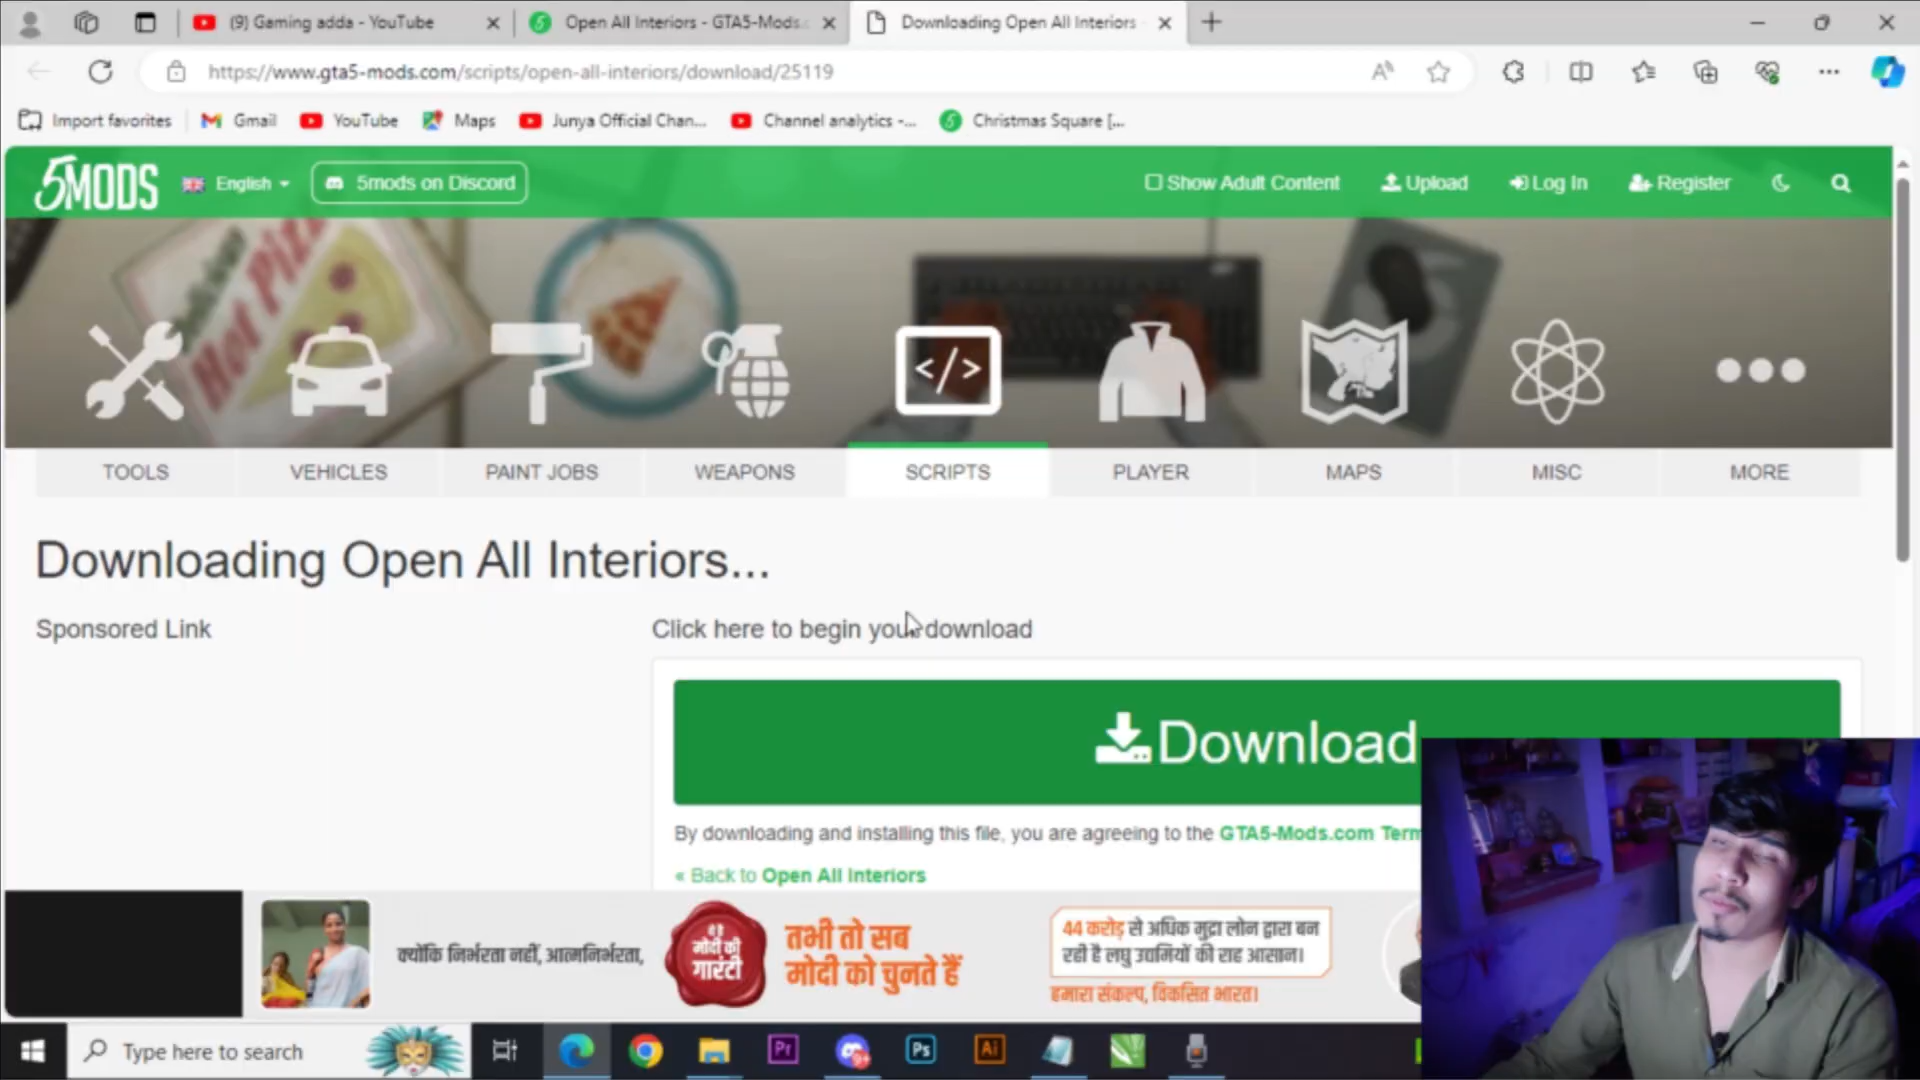 (9) Gaming adda - YouTube
Open All Interiors - GTA5-Mods.c
Downloading Open All Interiors
https://www.gta5-mods.com/scripts/open-all-interiors/download/25119
Import favorites
Gmail
YouTube
Maps
Junya Official Chan...
Channel analytics -...
Christmas Square [...
5MODS
English
5mods on Discord
Show Adult Content
Upload
Log In
Register
Hot Pizza
</>
TOOLS
VEHICLES
PAINT JOBS
WEAPONS
SCRIPTS
PLAYER
MAPS
MISC
MORE
Downloading Open All Interiors...
Sponsored Link
Click here to begin your download
Download
By downloading and installing this file, you are agreeing to the GTA5-Mods.com Term
« Back to Open All Interiors
क्योंकि निर्भरता नहीं, आत्मनिर्भरता,
मोदी की
गारंटी
तभी तो सब
मोदी को चुनते हैं
44 करोड़ से अधिक मुद्रा लोन द्वारा बन
रही है लघु उद्यमियों की राह आसान।
हमारा संकल्प, विकसित भारत।
Type here to search
Pr
9+
Ps
Ai